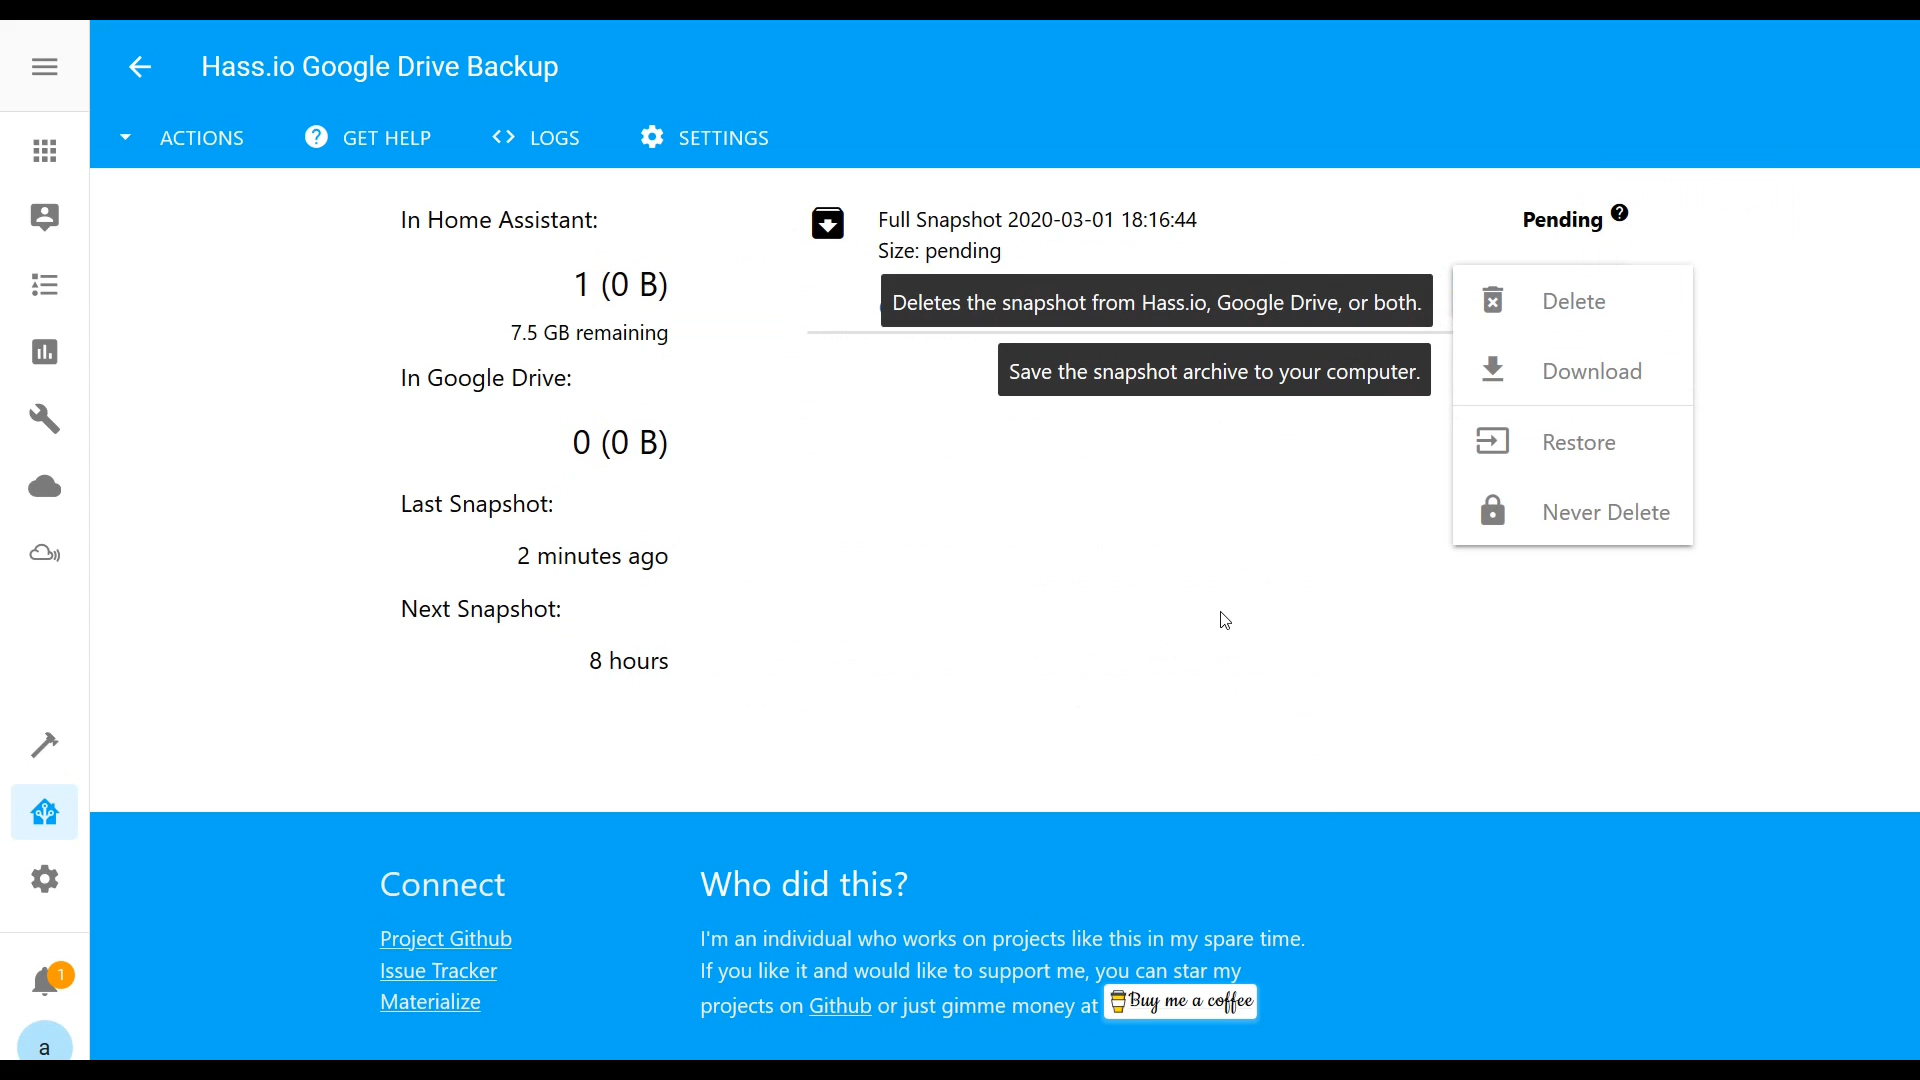 Hass.io Google Drive Backup
ACTIONS
GET HELP
LOGS
SETTINGS
In Home Assistant:
1 (0 B)
7.5 GB remaining
In Google Drive:
0 (0 B)
Last Snapshot:
2 minutes ago
Next Snapshot:
8 hours
Full Snapshot 2020-03-01 18:16:44
Size: pending
Pending
Deletes the snapshot from Hass.io, Google Drive, or both.
Save the snapshot archive to your computer.
Delete
Download
Restore
Never Delete
1
a
Connect
Project Github
Issue Tracker
Materialize
Who did this?
I'm an individual who works on projects like this in my spare time.
If you like it and would like to support me, you can star my
projects on Github or just gimme money at Buy me a coffee